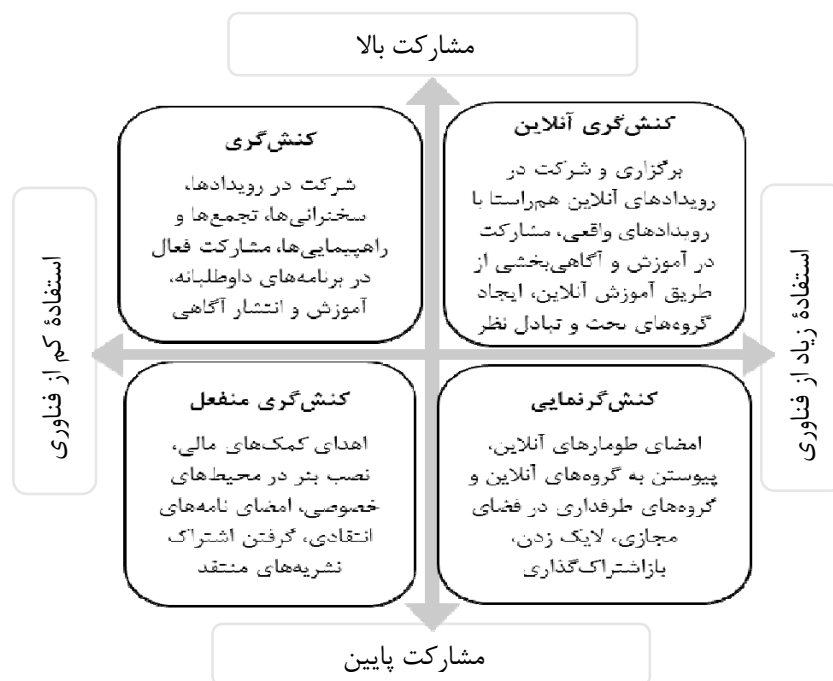 مشارکت بالا
کنش‌گری آنلاین
برگزاری و شرکت در
رویدادهای آنلاین هم‌راستا با
رویدادهای واقعی، مشارکت
در آموزش و آگاهی‌بخشی از
طریق آموزش آنلاین، ایجاد
گروه‌های بحث و تبادل نظر
کنش‌گری
شرکت در رویدادها،
سخنرانی‌ها، تجمع‌ها و
راهپیمایی‌ها، مشارکت فعال
در برنامه‌های داوطلبانه،
آموزش و انتشار آگاهی
استفادهٔ زیاد از فناوری
استفادهٔ کم از فناوری
کنش‌گرنمایی
امضای طومارهای آنلاین،
پیوستن به گروه‌های آنلاین و
گروه‌های طرفداری در فضای
مجازی، لایک زدن،
بازاشتراک‌گذاری
کنش‌گری منفعل
اهدای کمک‌های مالی،
نصب بنر در محیط‌های
خصوصی، امضای نامه‌های
انتقادی، گرفتن اشتراک
نشریه‌های منتقد
مشارکت پایین